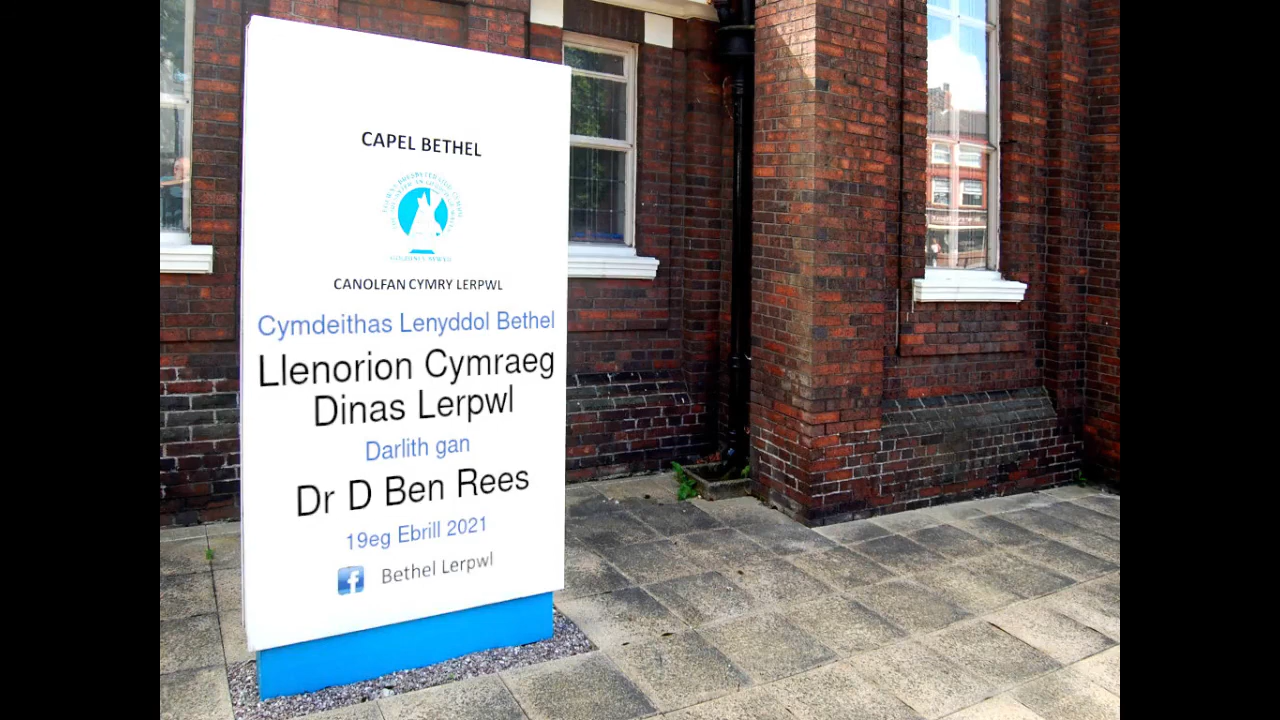 CAPEL BETHEL
CANOLFAN CYMRY LERPWL
Cymdeithas Lenyddol Bethel
Llenorion Cymraeg
Dinas Lerpwl
Darlith gan
Dr D Ben Rees
19eg Ebrill 2021
f Bethel Lerpwl